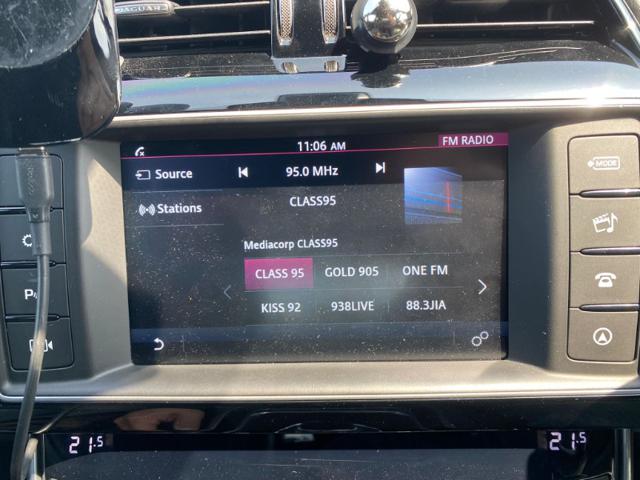 JAGUAR
11:06 AM
FM RADIO
Source
95.0 MHz
MODE
Stations
CLASS95
Mediacorp CLASS95
CLASS 95 GOLD 905 ONE FM
KISS 92 938LIVE 88.3JIA
21.5
21.5